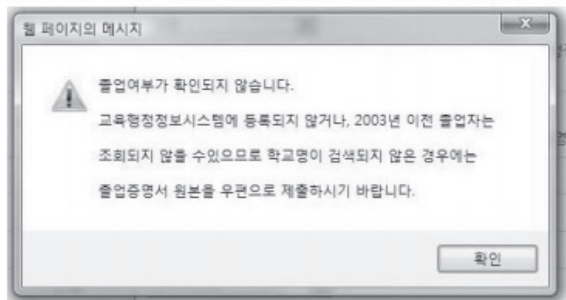 웹 페이지의 메시지
졸업여부가 확인되지 않습니다.
교육행정정보시스템에 등록되지 않거나, 2003년 이전 졸업자는
조회되지 않을 수있으므로 학교명이 검색되지 않은 경우에는
졸업증명서 원본을 우편으로 제출하시기 바랍니다.
확인